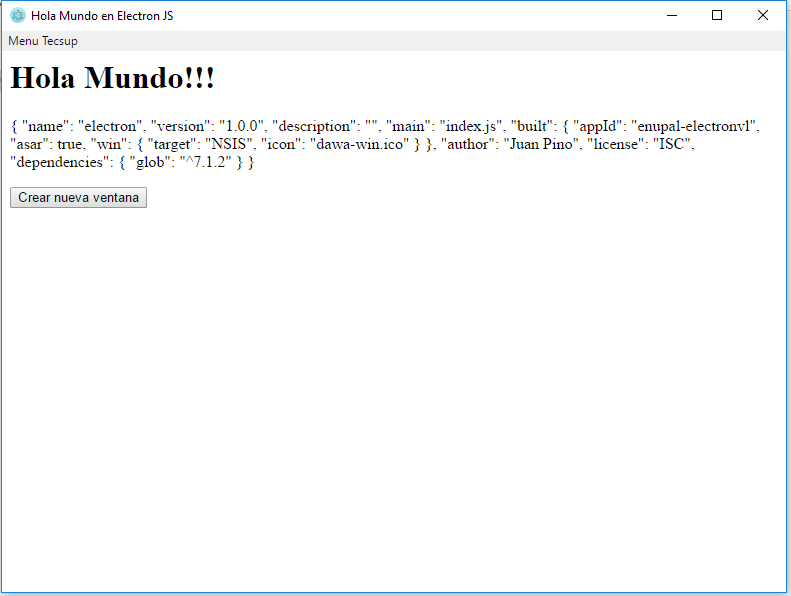 Hola Mundo en Electron JS
Menu Tecsup
Hola Mundo!!!
{ "name": "electron", "version": "1.0.0", "description": "", "main": "index.js", "built": { "appId": "enupal-electronvl",
"asar": true, "win": { "target": "NSIS", "icon": "dawa-win.ico" } }, "author": "Juan Pino", "license": "ISC",
"dependencies": { "glob": "^7.1.2" } }
Crear nueva ventana